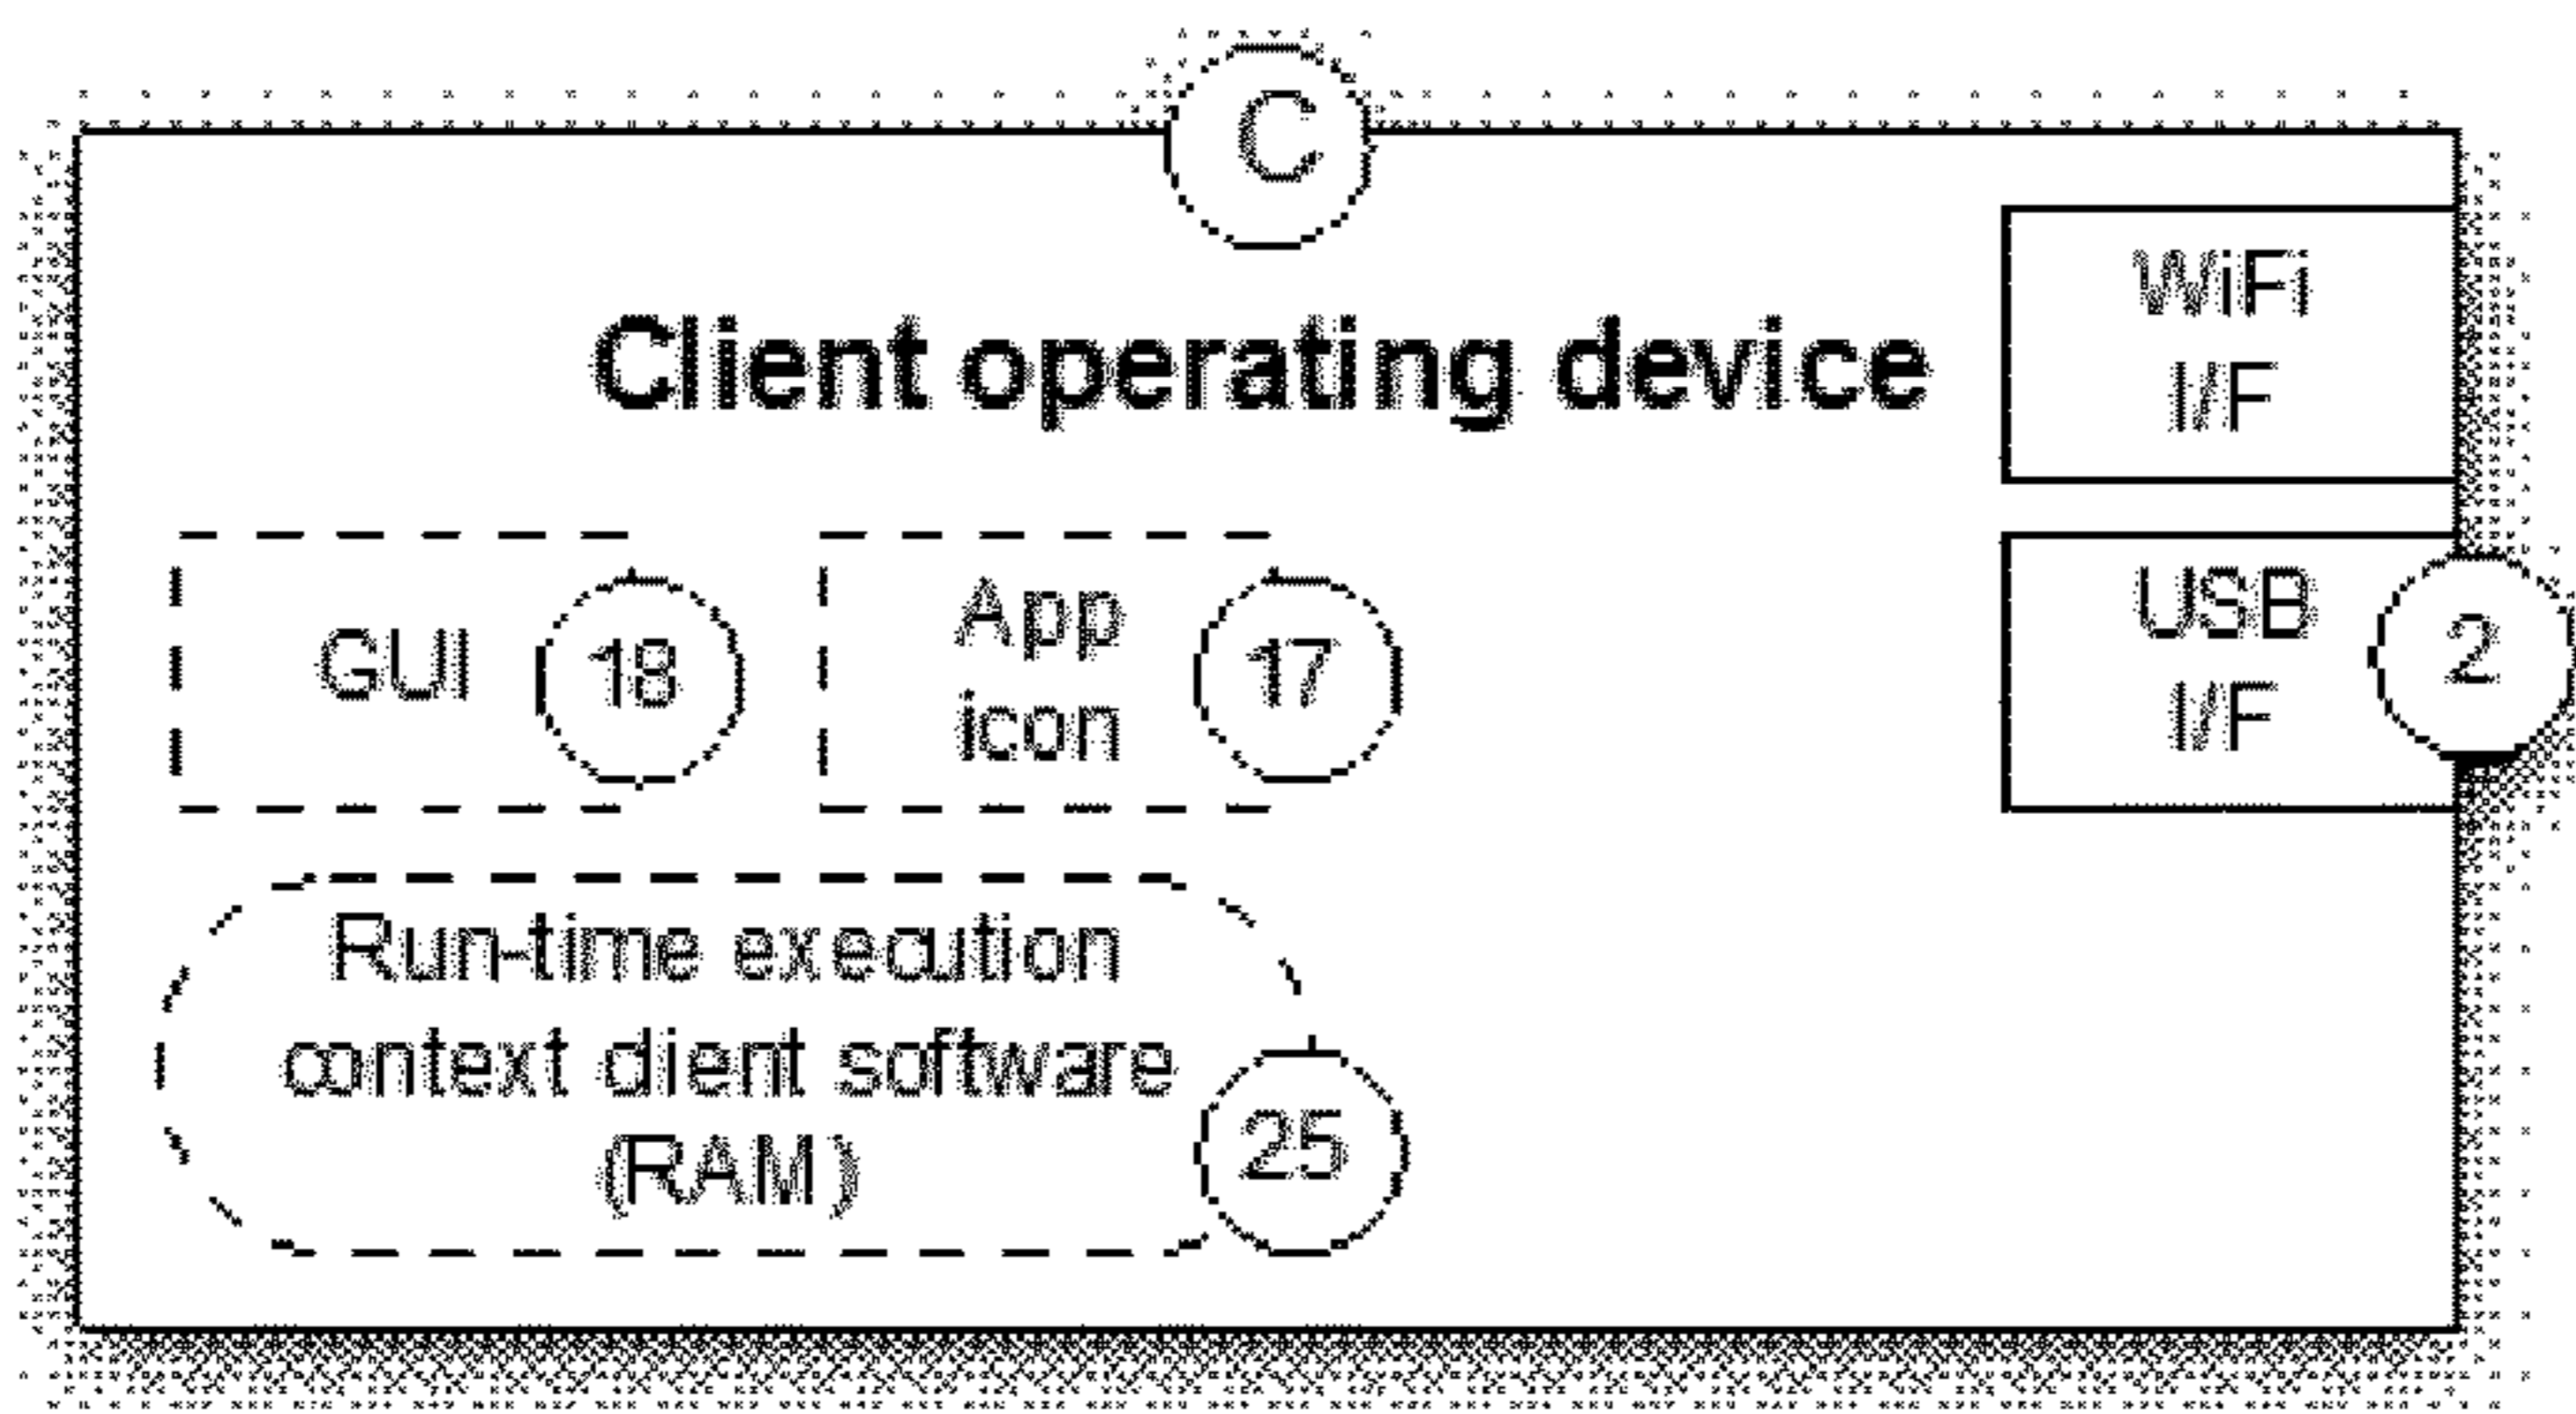 C
Client operating device
WiFi
I/F
GUI
18
App
icon
17
USB
I/F
2
Run-time execution
context client software
(RAM)
25